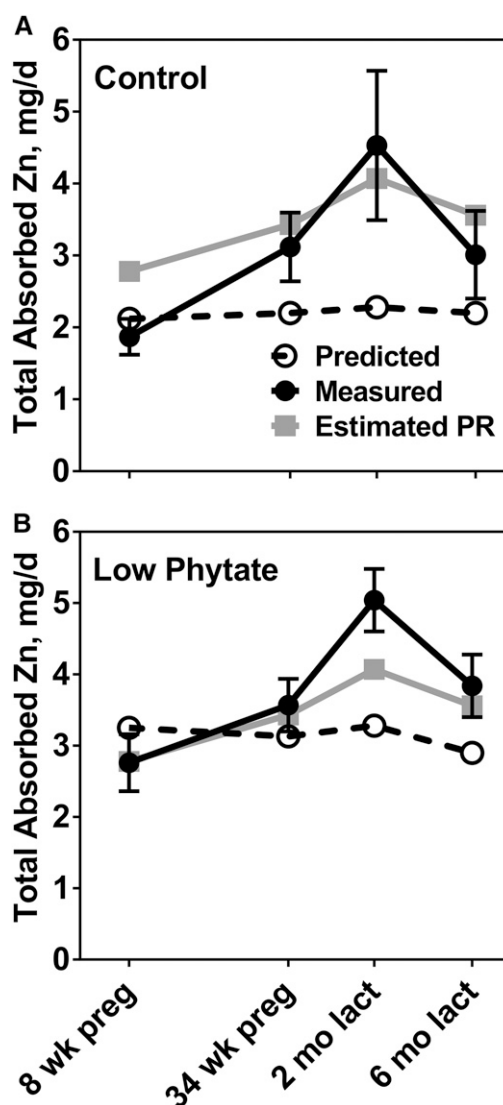 A
Control
Total Absorbed Zn, mg/d
6
5
4
3
2
1
0
Predicted
Measured
Estimated PR
B
Low Phytate
Total Absorbed Zn, mg/d
6
5
4
3
2
1
0
8 wk preg
34 wk preg
2 mo lact
6 mo lact